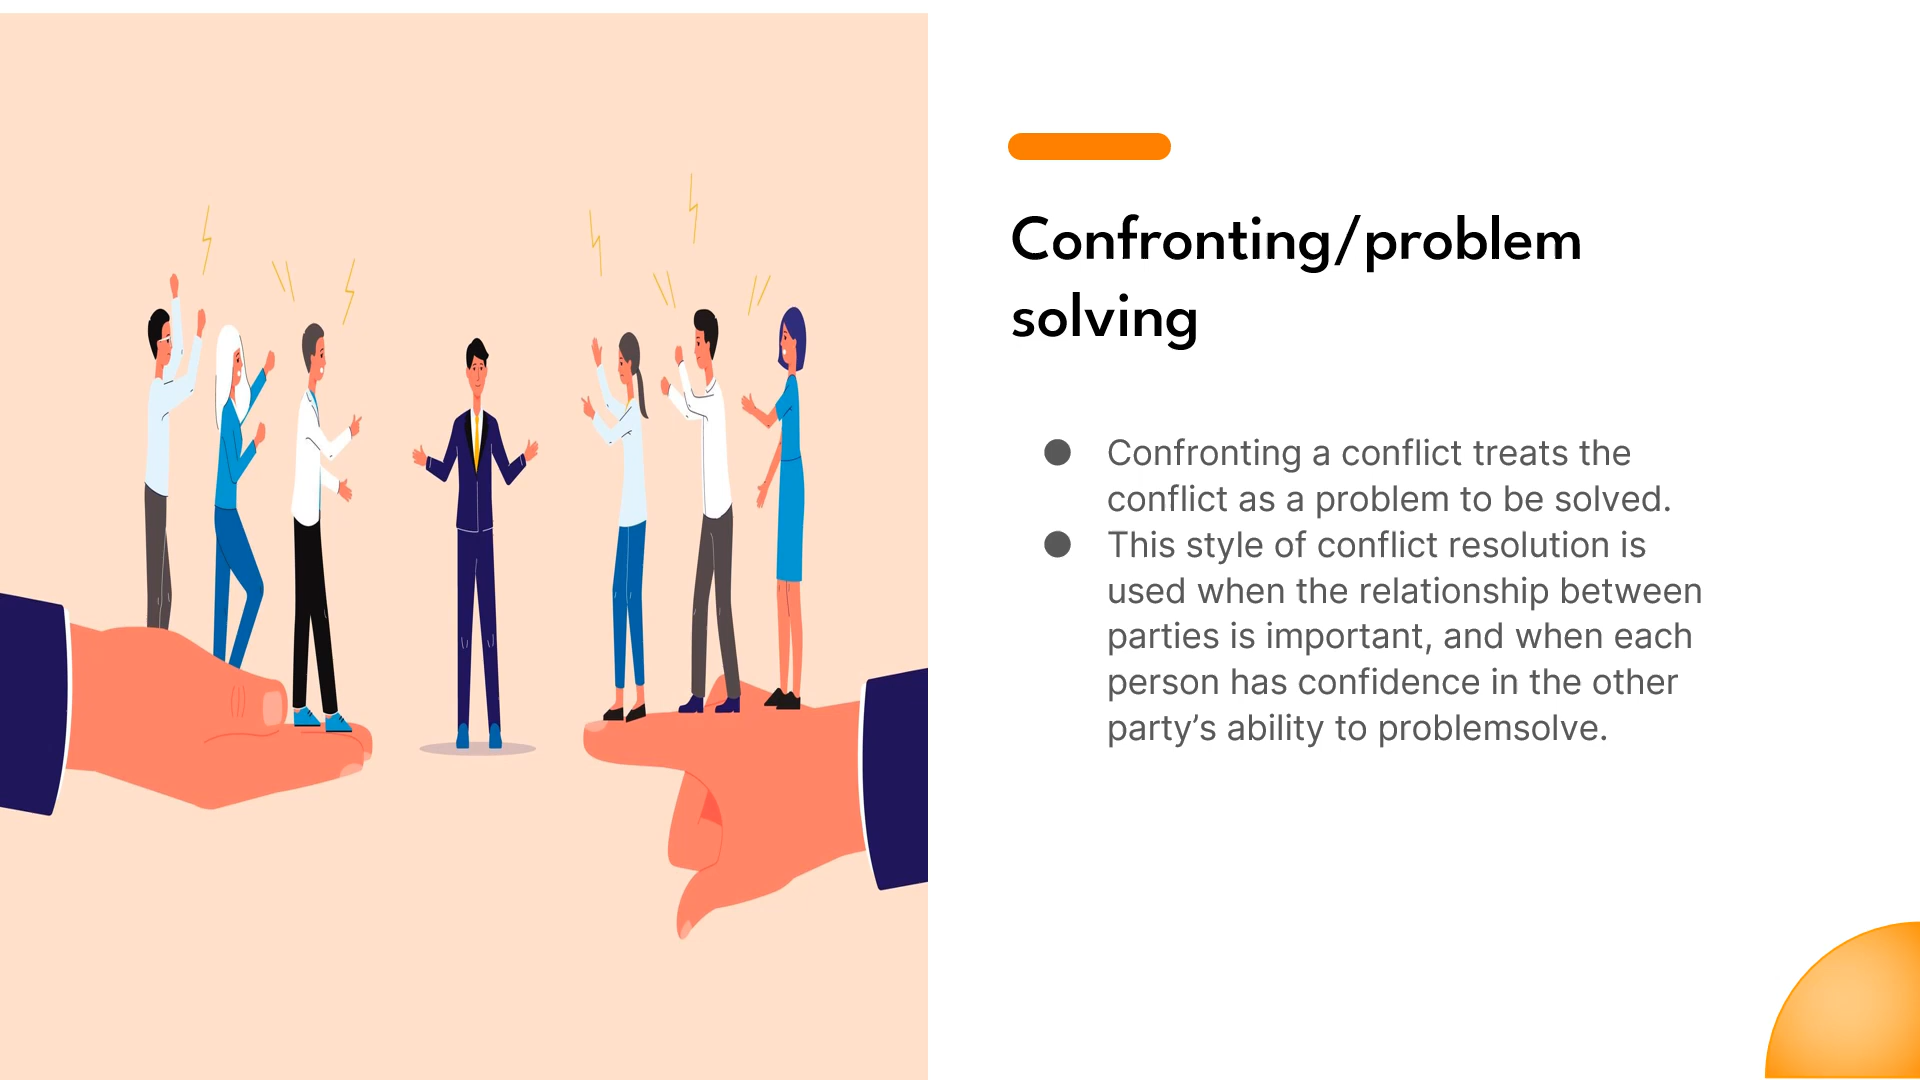 Confronting/problem
solving
● Confronting a conflict treats the
conflict as a problem to be solved.
● This style of conflict resolution is
used when the relationship between
parties is important, and when each
person has confidence in the other
party’s ability to problemsolve.